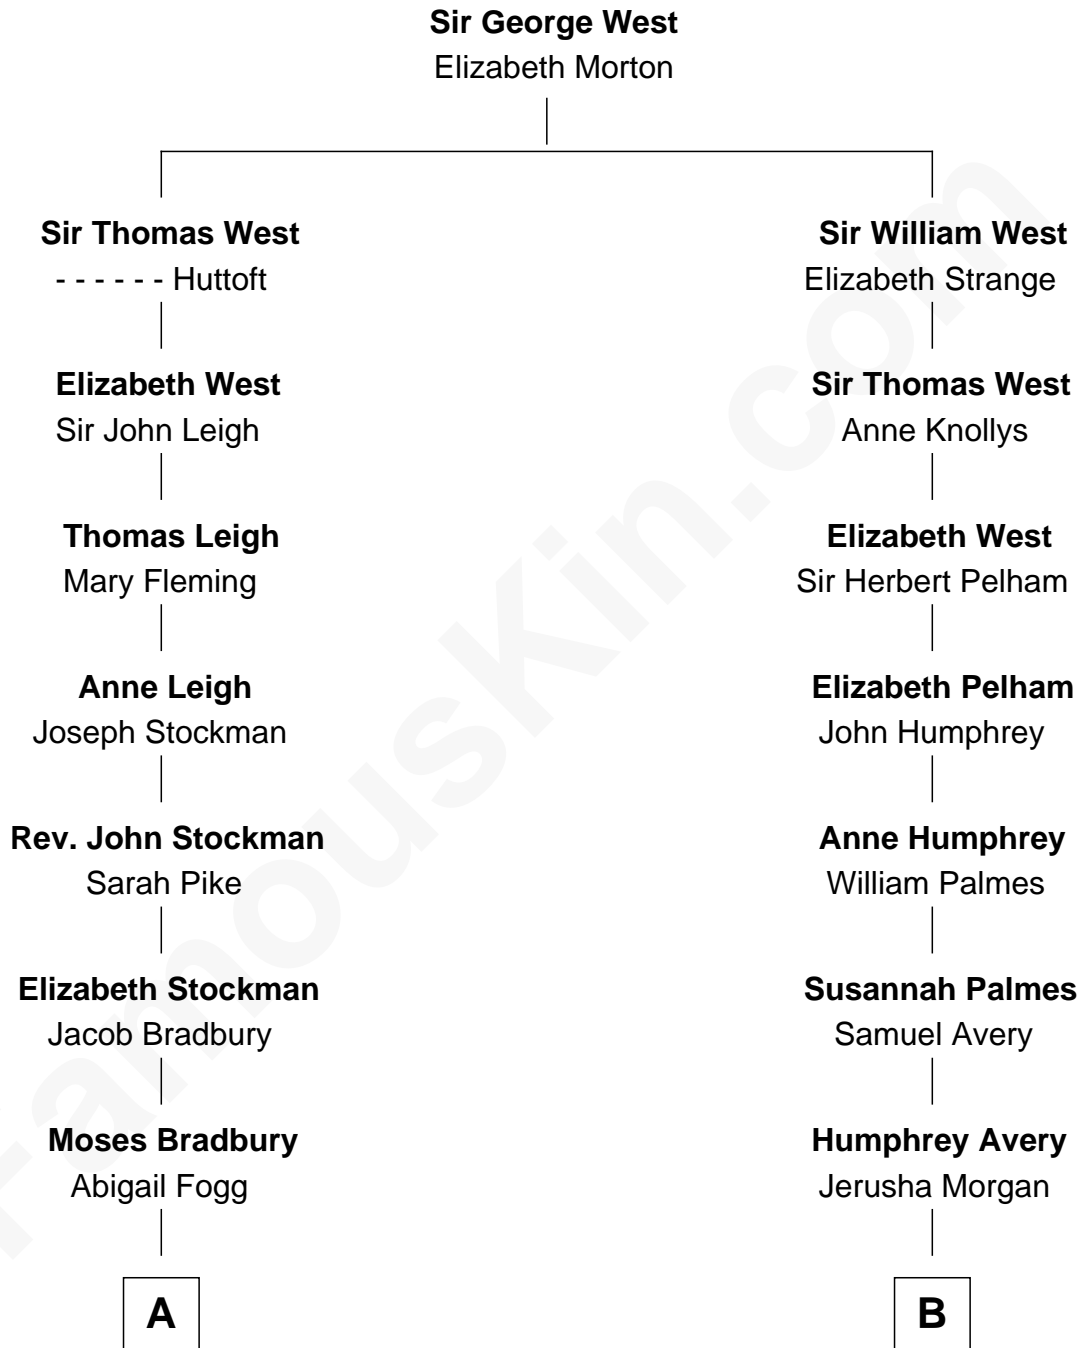 Sir George West
Elizabeth Morton
Sir Thomas West
- - - - - - Huttoft
Elizabeth West
Sir John Leigh
Thomas Leigh
Mary Fleming
Anne Leigh
Joseph Stockman
Rev. John Stockman
Sarah Pike
Elizabeth Stockman
Jacob Bradbury
Moses Bradbury
Abigail Fogg
A
Sir William West
Elizabeth Strange
Sir Thomas West
Anne Knollys
Elizabeth West
Sir Herbert Pelham
Elizabeth Pelham
John Humphrey
Anne Humphrey
William Palmes
Susannah Palmes
Samuel Avery
Humphrey Avery
Jerusha Morgan
B
FamousKin.com